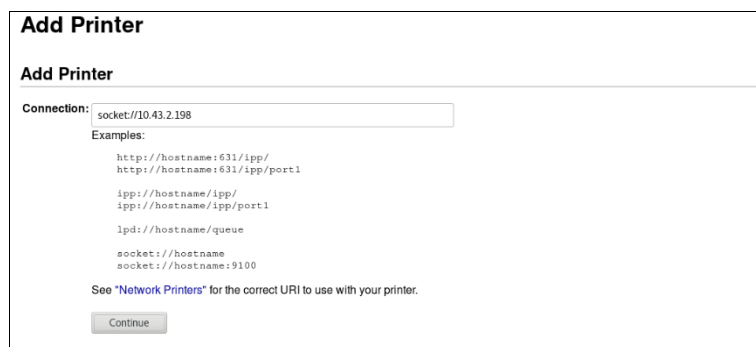 Add Printer
Add Printer
Connection: socket://10.43.2.198
Examples:
http://hostname:631/ipp/
http://hostname:631/ipp/port1
ipp://hostname/ipp/
ipp://hostname/ipp/port1
lpd://hostname/queue
socket://hostname
socket://hostname:9100
See "Network Printers" for the correct URI to use with your printer.
Continue